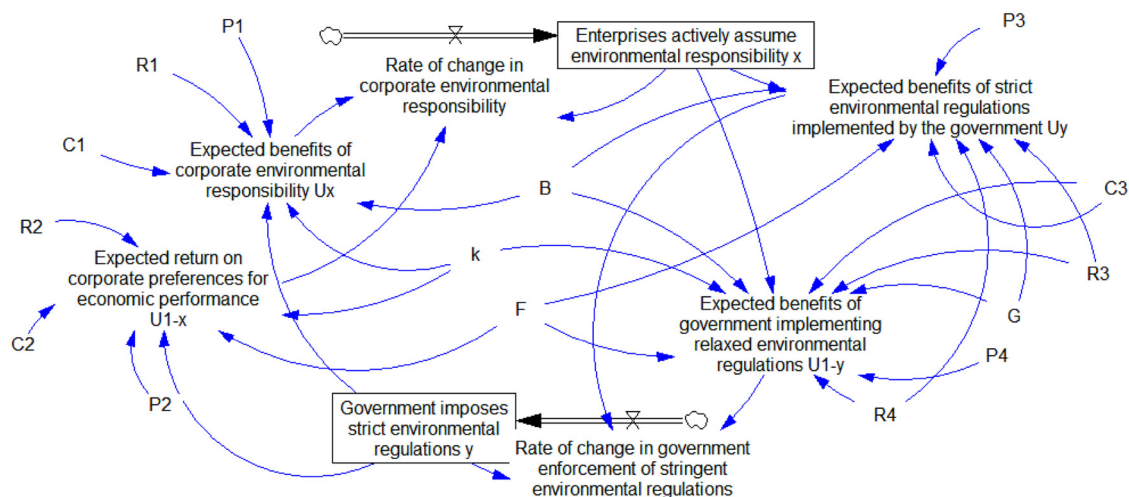 P1
P3
R1
Enterprises actively assume
environmental responsibility x
Rate of change in
corporate environmental
responsibility
Expected benefits of strict
environmental regulations
implemented by the government Uy
C1
Expected benefits of
corporate environmental
responsibility Ux
B
C3
R2
Expected return on
corporate preferences for
economic performance
U1-x
k
R3
Expected benefits of
government implementing
relaxed environmental
regulations U1-y
F
G
C2
P4
P2
R4
Government imposes
strict environmental
regulations y
Rate of change in government
enforcement of stringent
environmental regulations